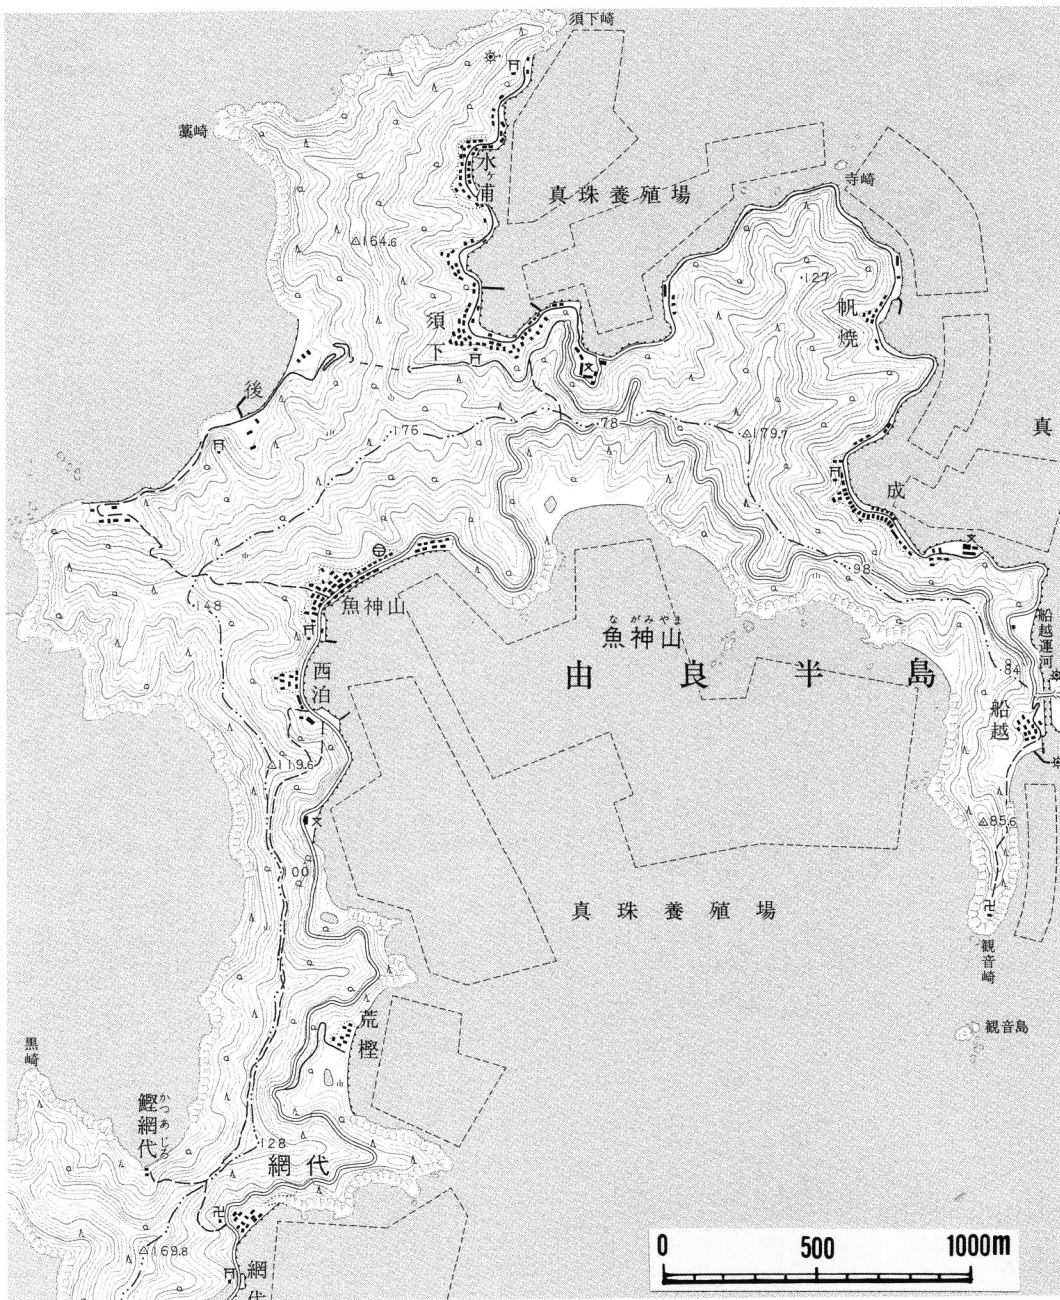 須下崎
藁崎
水ヶ浦
真珠養殖場
寺崎
164.6
127
帆焼
須下
後
176
78
179.7
真
成
98
148
魚神山
ながみやま
魚神山
由良半島
船越運河
84
西泊
船越
119.6
85.6
100
真珠養殖場
観音崎
荒樫
観音島
黒崎
かつあじろ
鰹網代
128
網代
169.8
網代
0 500 1000m